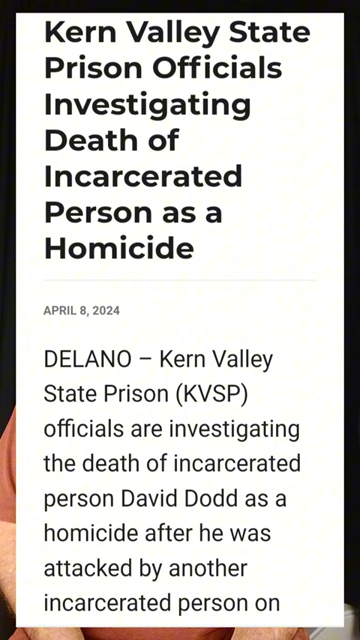 Kern Valley State
Prison Officials
Investigating
Death of
Incarcerated
Person as a
Homicide
APRIL 8, 2024
DELANO – Kern Valley
State Prison (KVSP)
officials are investigating
the death of incarcerated
person David Dodd as a
homicide after he was
attacked by another
incarcerated person on